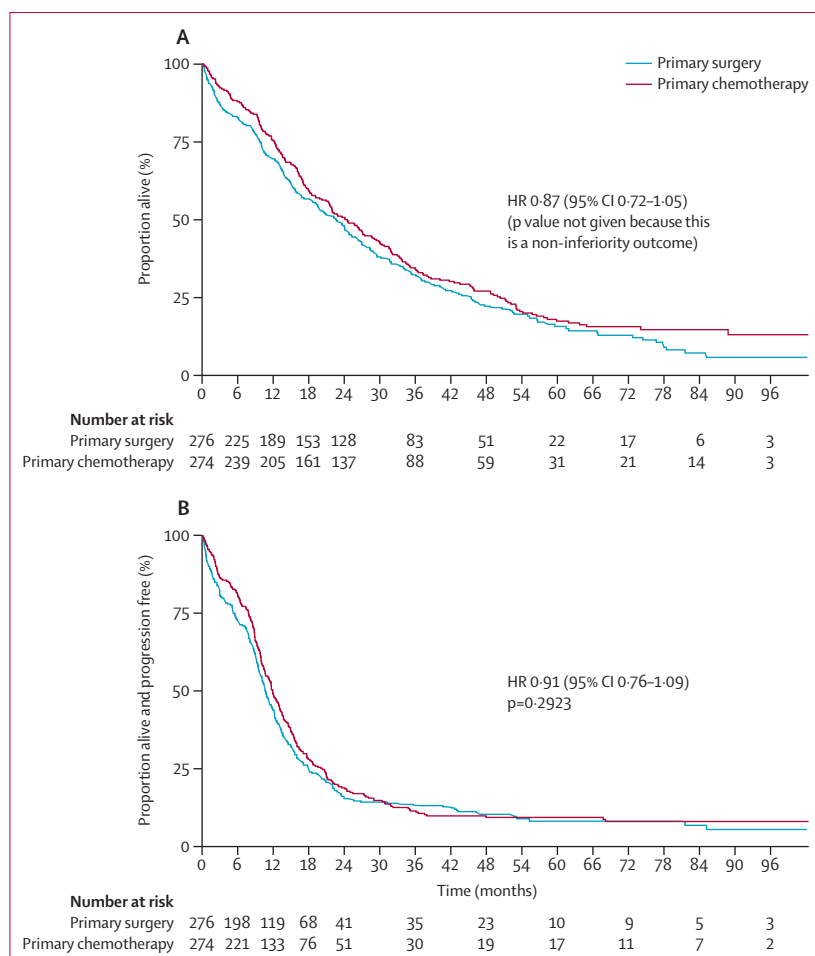 A
Primary surgery
Primary chemotherapy
Proportion alive (%)
100
75
50
25
0
HR 0·87 (95% CI 0·72–1·05)
(p value not given because this
is a non-inferiority outcome)
0 6 12 18 24 30 36 42 48 54 60 66 72 78 84 90 96
Number at risk
Primary surgery 276 225 189 153 128 83 51 22 17 6 3
Primary chemotherapy 274 239 205 161 137 88 59 31 21 14 3
B
Proportion alive and progression free (%)
100
75
50
25
0
HR 0·91 (95% CI 0·76–1·09)
p=0·2923
0 6 12 18 24 30 36 42 48 54 60 66 72 78 84 90 96
Time (months)
Number at risk
Primary surgery 276 198 119 68 41 35 23 10 9 5 3
Primary chemotherapy 274 221 133 76 51 30 19 17 11 7 2